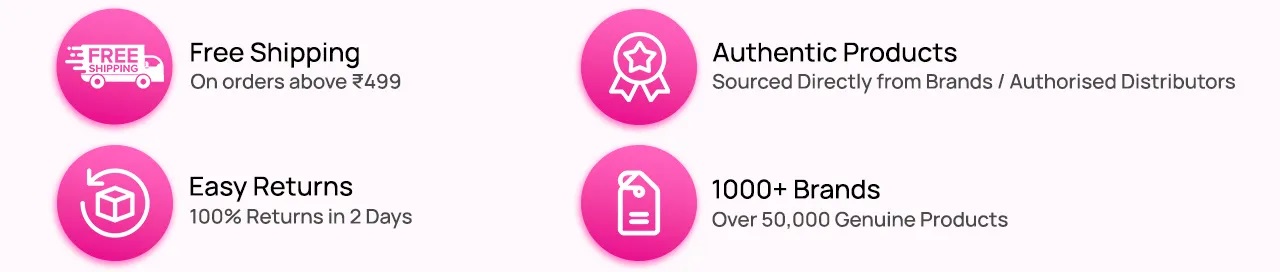 FREE
SHIPPING
Free Shipping
On orders above ₹499
Authentic Products
Sourced Directly from Brands / Authorised Distributors
Easy Returns
100% Returns in 2 Days
1000+ Brands
Over 50,000 Genuine Products